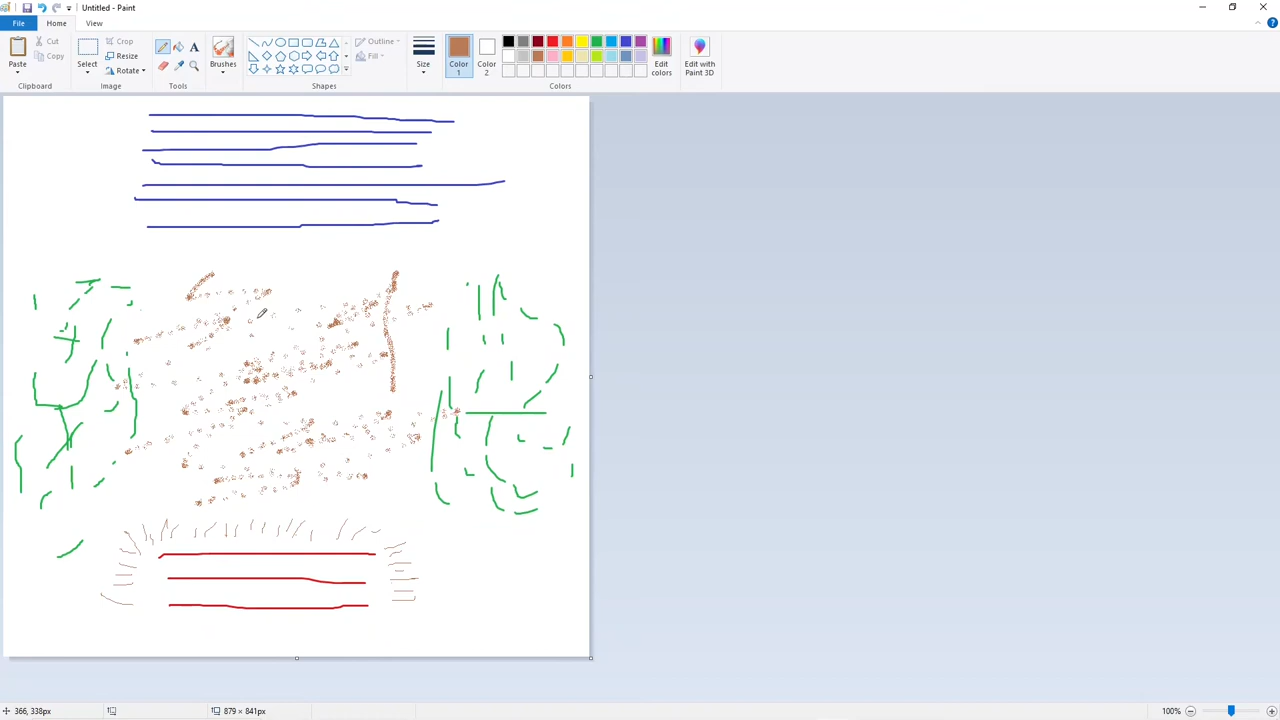 Untitled - Paint
File Home View
Paste
Cut
Copy
Clipboard
Select
Crop
Resize
Rotate
Image
Tools
Brushes
Shapes
Outline
Fill
Size
Color 1
Color 2
Colors
Edit colors
Edit with Paint 3D
366, 338px
879 × 841px
100%